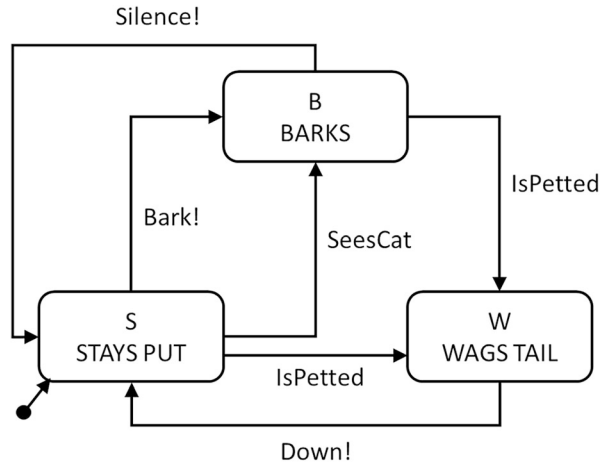 Silence!
B
BARKS
IsPetted
Bark!
SeesCat
S
STAYS PUT
W
WAGS TAIL
IsPetted
Down!